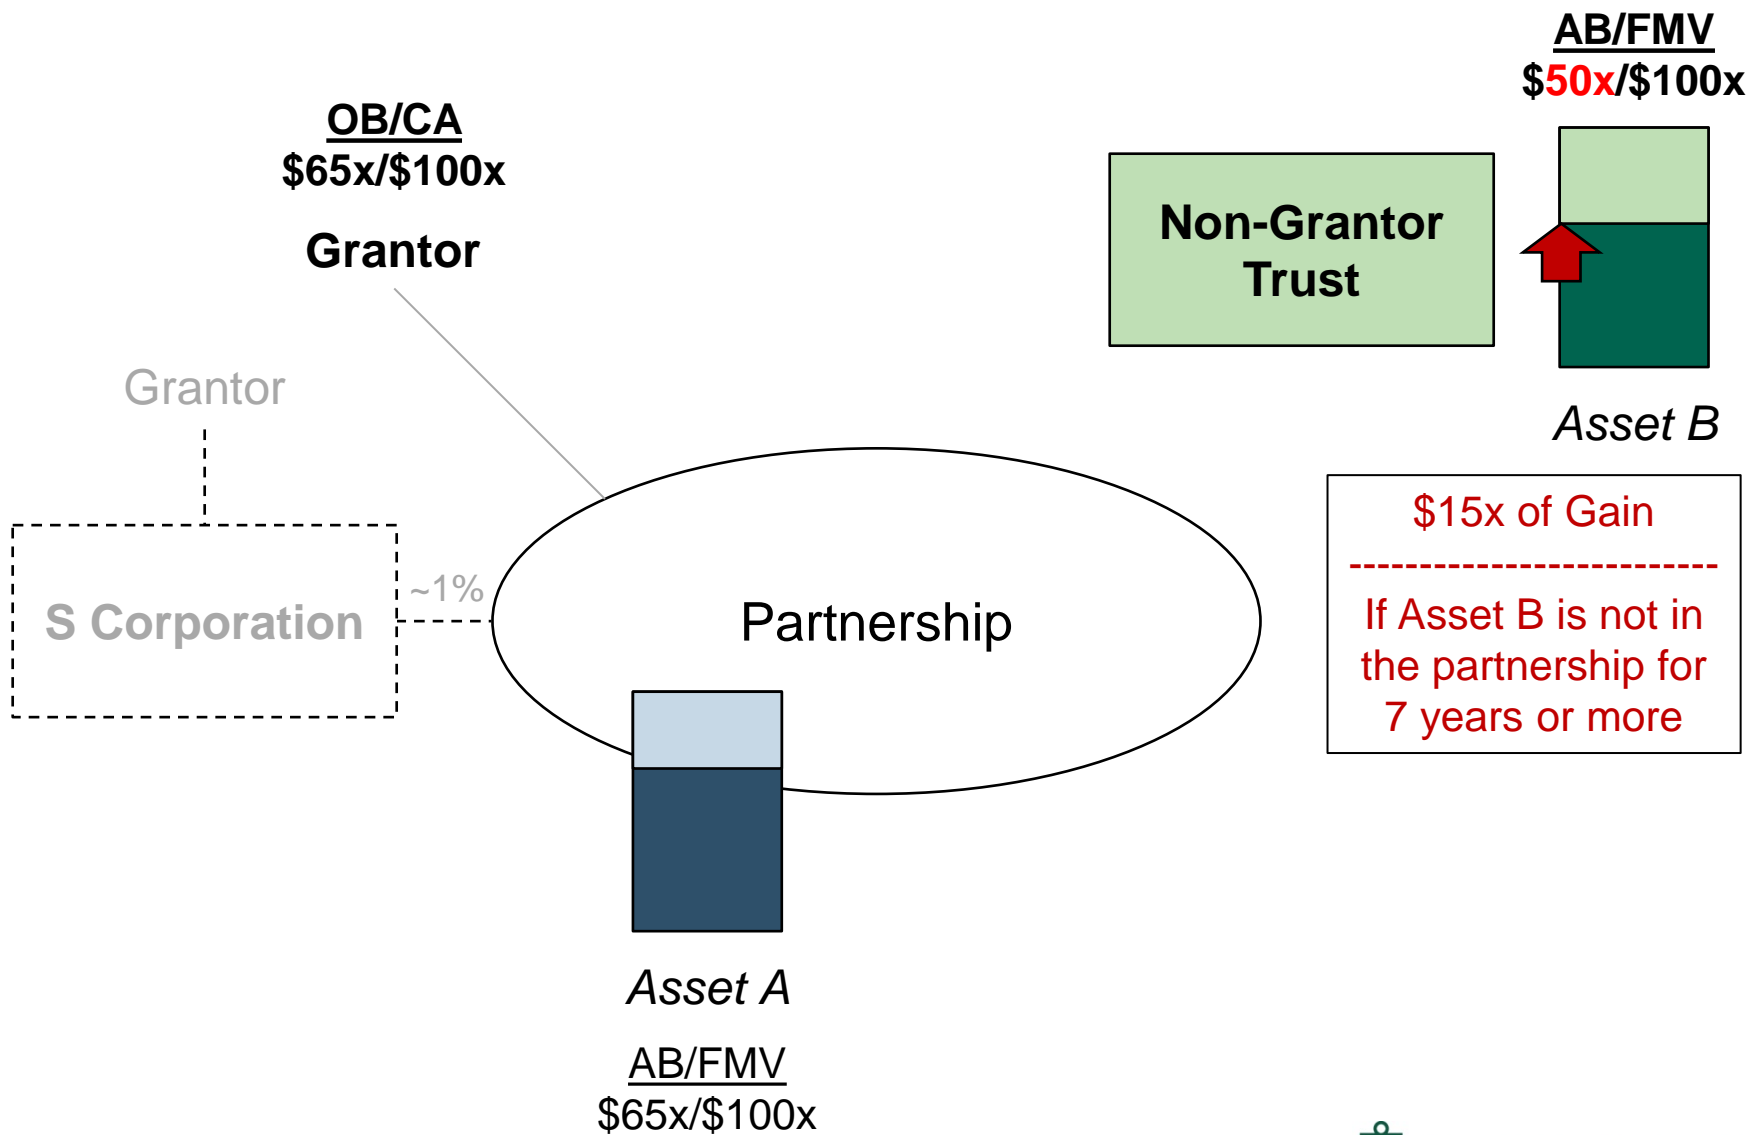 AB/FMV
$50x/$100x
OB/CA
$65x/$100x
Grantor
Non-Grantor
Trust
Grantor
Asset B
S Corporation
~1%
Partnership
$15x of Gain
---------------------------
If Asset B is not in
the partnership for
7 years or more
Asset A
AB/FMV
$65x/$100x